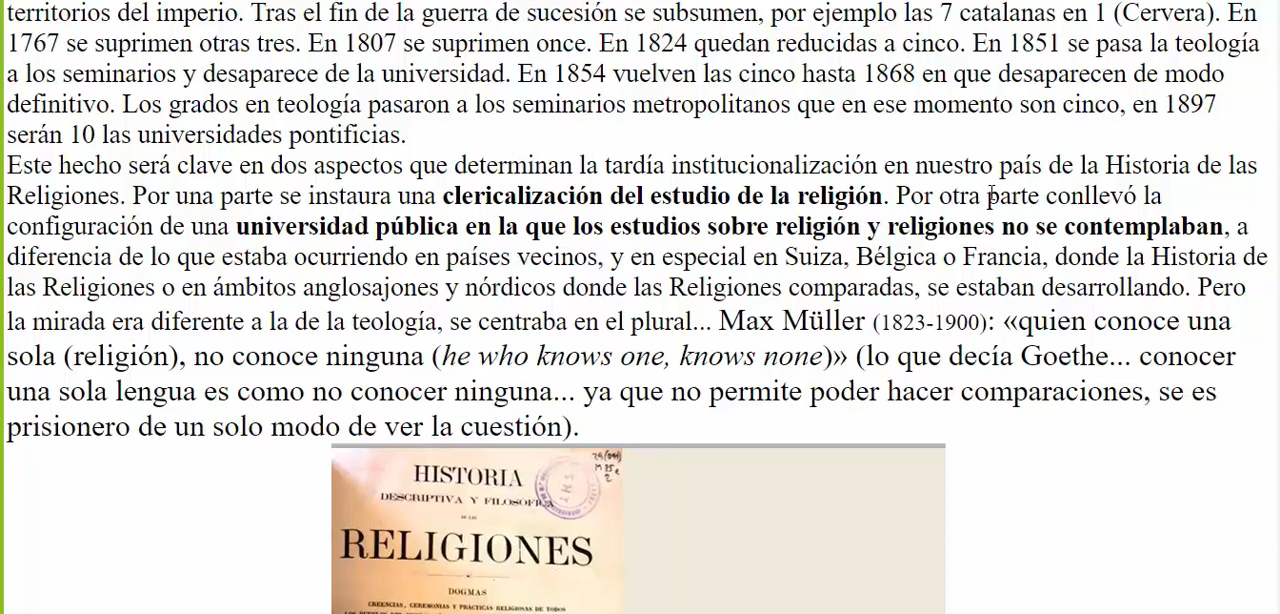 territorios del imperio. Tras el fin de la guerra de sucesión se subsumen, por ejemplo las 7 catalanas en 1 (Cervera). En
1767 se suprimen otras tres. En 1807 se suprimen once. En 1824 quedan reducidas a cinco. En 1851 se pasa la teología
a los seminarios y desaparece de la universidad. En 1854 vuelven las cinco hasta 1868 en que desaparecen de modo
definitivo. Los grados en teología pasaron a los seminarios metropolitanos que en ese momento son cinco, en 1897
serán 10 las universidades pontificias.
Este hecho será clave en dos aspectos que determinan la tardía institucionalización en nuestro país de la Historia de las
Religiones. Por una parte se instaura una clericalización del estudio de la religión. Por otra parte conllevó la
configuración de una universidad pública en la que los estudios sobre religión y religiones no se contemplaban, a
diferencia de lo que estaba ocurriendo en países vecinos, y en especial en Suiza, Bélgica o Francia, donde la Historia de
las Religiones o en ámbitos anglosajones y nórdicos donde las Religiones comparadas, se estaban desarrollando. Pero
la mirada era diferente a la de la teología, se centraba en el plural... Max Müller (1823-1900): «quien conoce una
sola (religión), no conoce ninguna (he who knows one, knows none)» (lo que decía Goethe... conocer
una sola lengua es como no conocer ninguna... ya que no permite poder hacer comparaciones, se es
prisionero de un solo modo de ver la cuestión).
HISTORIA
DESCRIPTIVA Y FILOSÓFICA
DE LAS
RELIGIONES
DOGMAS
CREENCIAS, CEREMONIAS Y PRÁCTICAS RELIGIOSAS DE TODOS